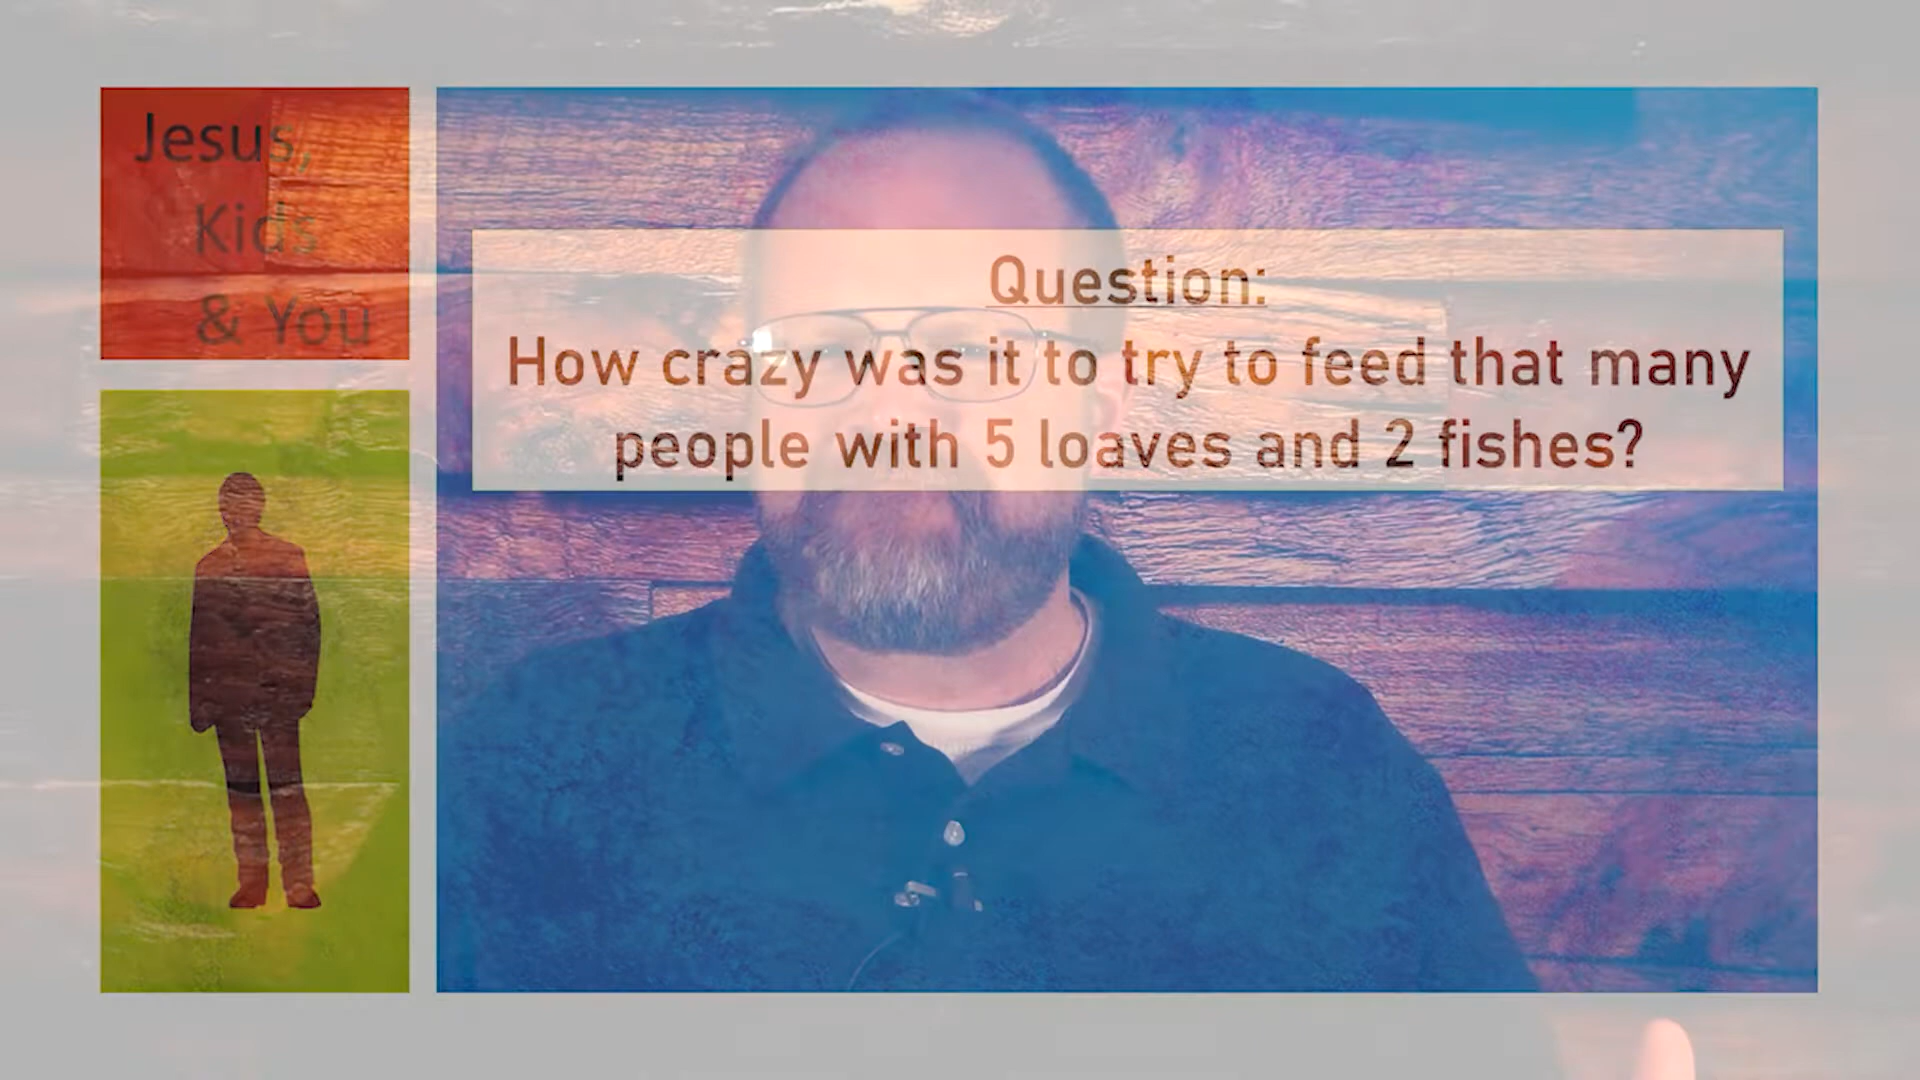 Jesus,
Kids
& You
Question:
How crazy was it to try to feed that many
people with 5 loaves and 2 fishes?